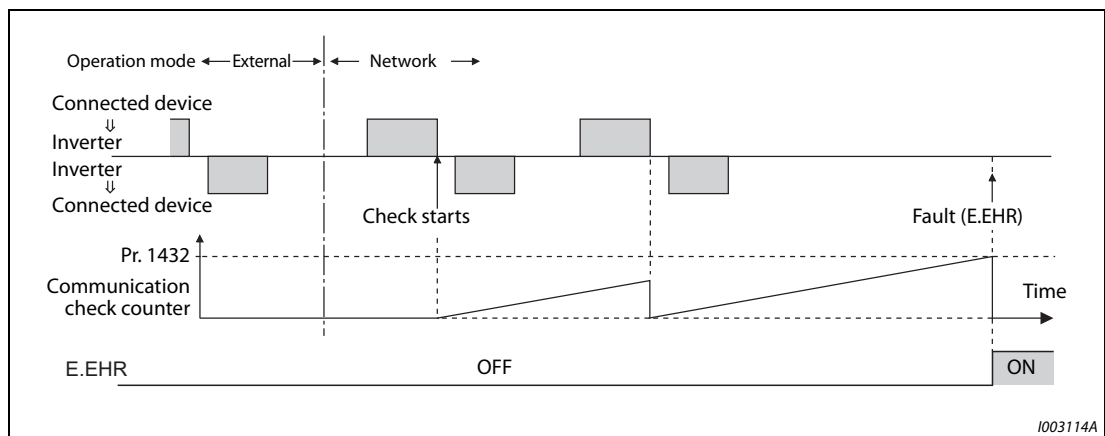 Operation mode External Network
Connected device
⇓
Inverter
Inverter
⇓
Connected device
Check starts
Fault (E.EHR)
Pr. 1432
Communication
check counter
Time
E.EHR
OFF
ON
I003114A